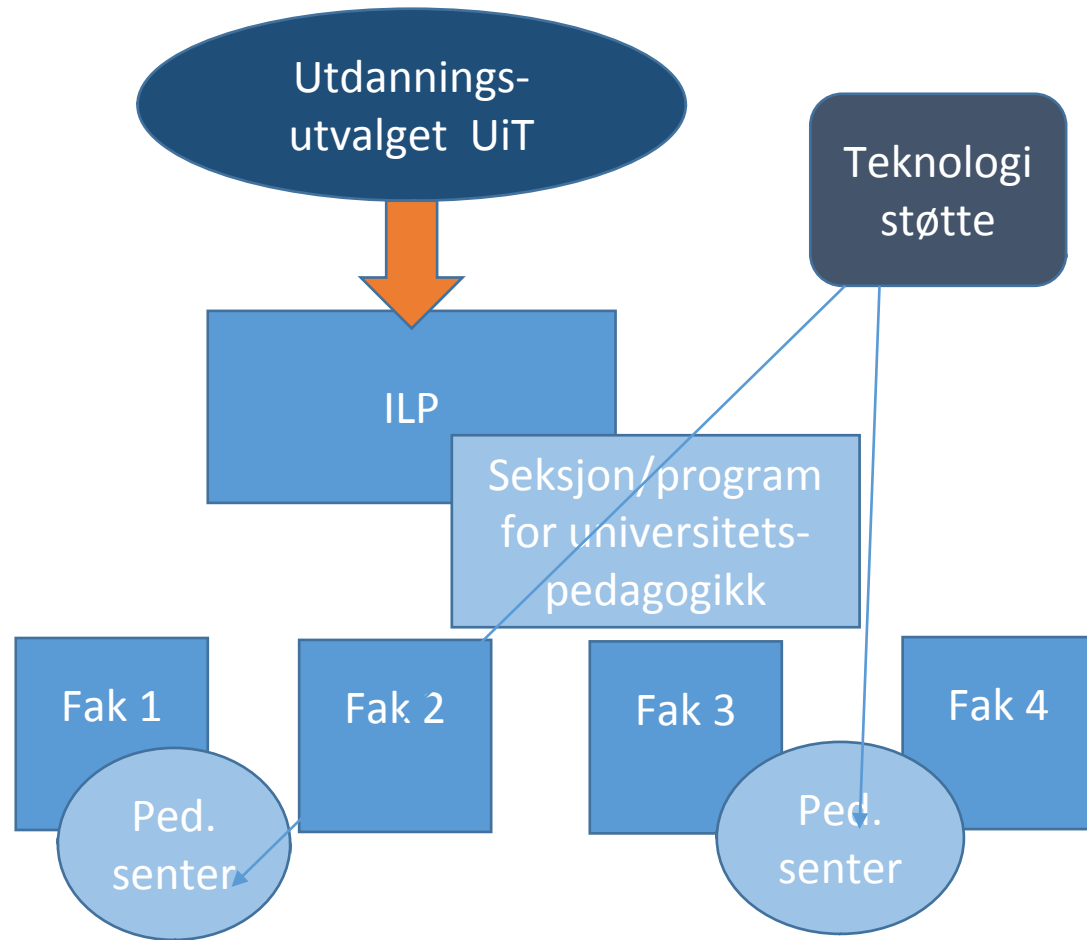 Utdannings-
utvalget UiT
Teknologi
støtte
ILP
Seksjon/program
for universitets-
pedagogikk
Fak 1
Fak 2
Fak 3
Fak 4
Ped.
senter
Ped.
senter